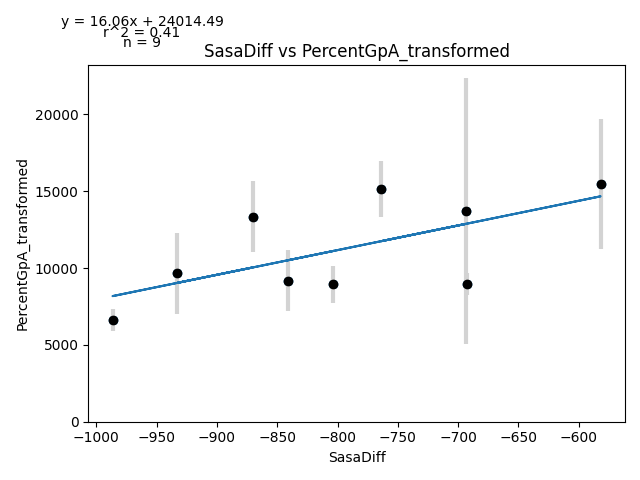 y = 16.06x + 24014.49
r^2 = 0.41
n = 9
SasaDiff vs PercentGpA_transformed
PercentGpA_transformed
20000
15000
10000
5000
0
−1000 −950 −900 −850 −800 −750 −700 −650 −600
SasaDiff